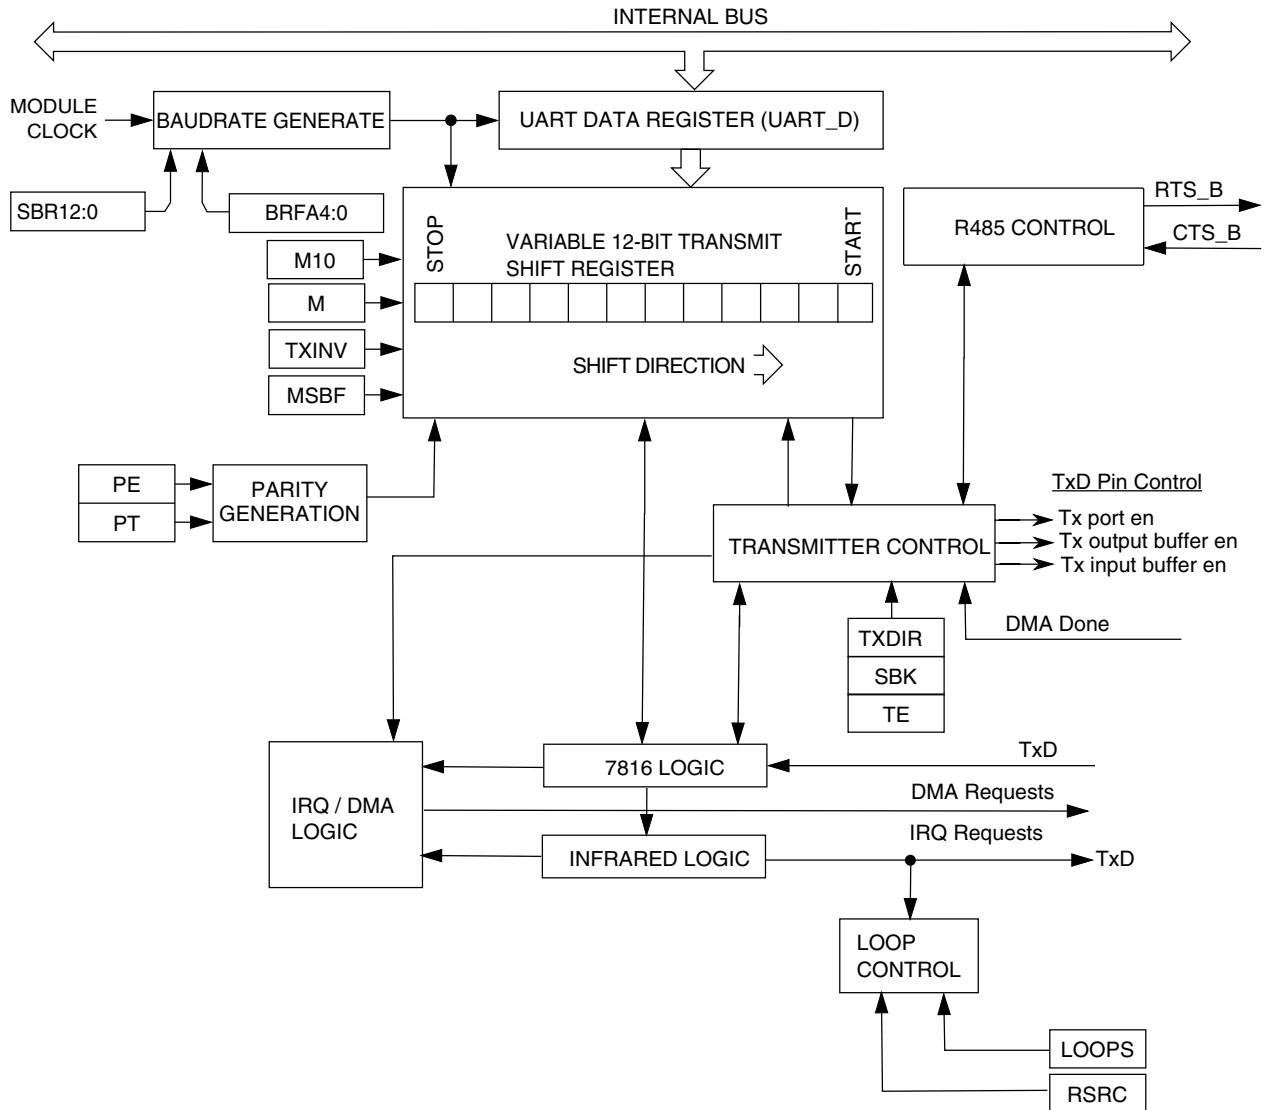 INTERNAL BUS
MODULE
CLOCK
BAUDRATE GENERATE
UART DATA REGISTER (UART_D)
SBR12:0
BRFA4:0
RTS_B
R485 CONTROL
CTS_B
STOP
VARIABLE 12-BIT TRANSMIT
SHIFT REGISTER
START
M10
M
TXINV
MSBF
SHIFT DIRECTION
PE
PT
PARITY
GENERATION
TxD Pin Control
Tx port en
Tx output buffer en
Tx input buffer en
TRANSMITTER CONTROL
DMA Done
TXDIR
SBK
TE
7816 LOGIC
TxD
IRQ / DMA
LOGIC
DMA Requests
IRQ Requests
INFRARED LOGIC
TxD
LOOP
CONTROL
LOOPS
RSRC